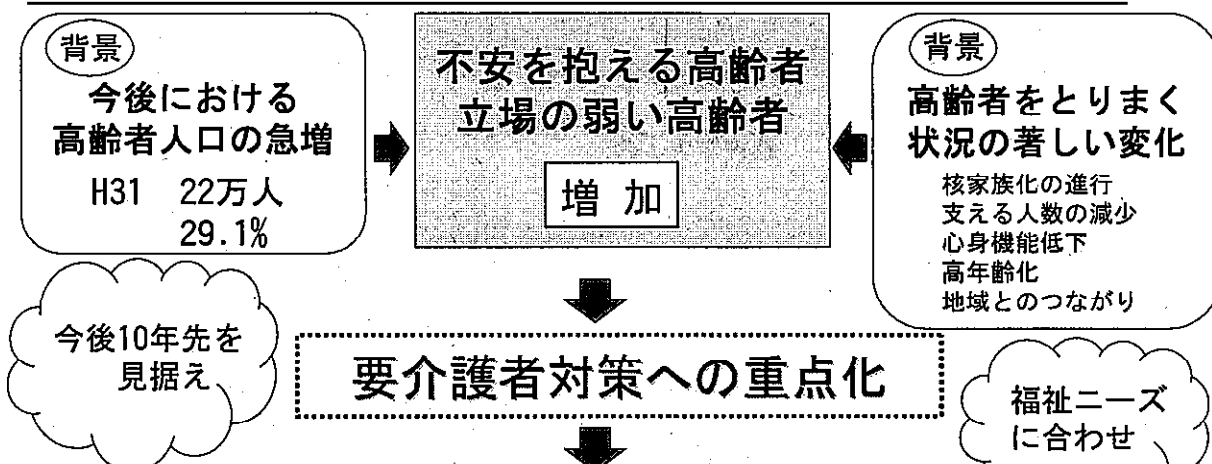 背景
今後における
高齢者人口の急増
H31 22万人
29.1%
不安を抱える高齢者
立場の弱い高齢者
増 加
背景
高齢者をとりまく
状況の著しい変化
核家族化の進行
支える人数の減少
心身機能低下
高年齢化
地域とのつながり
今後10年先を
見据え
要介護者対策への重点化
福祉ニーズ
に合わせ